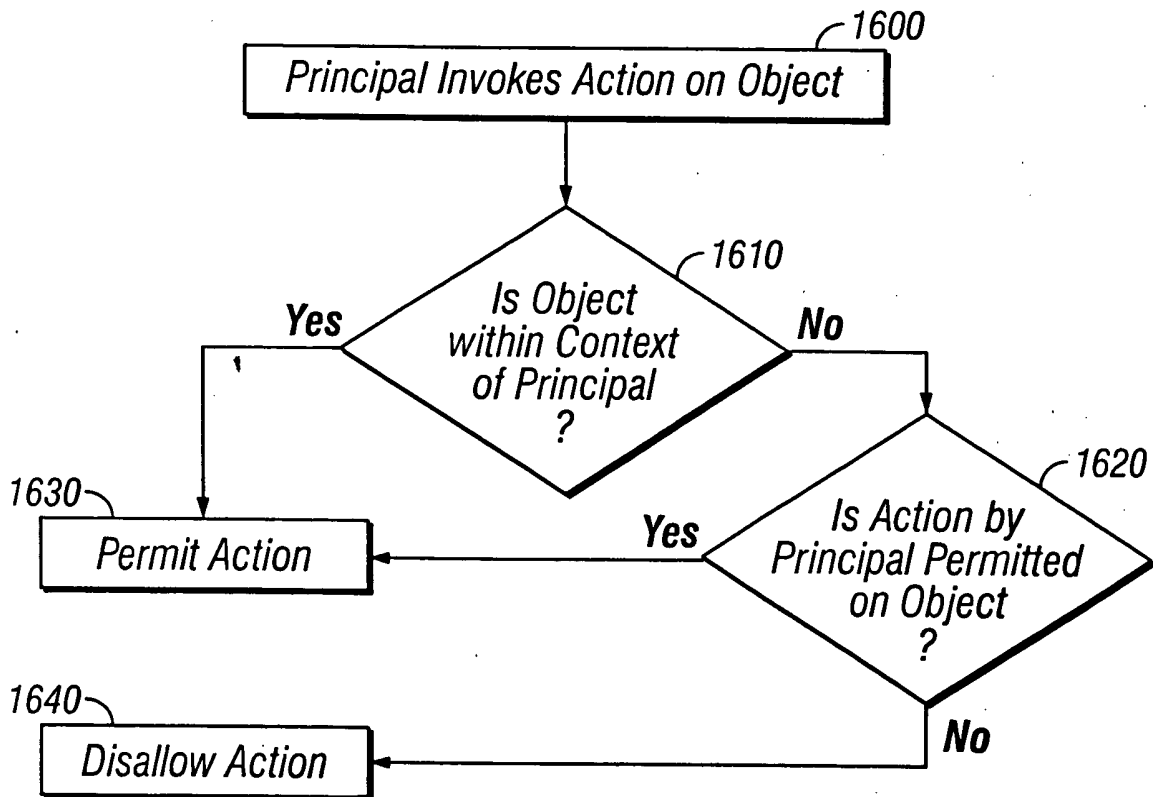 1600
Principal Invokes Action on Object
1610
Is Object
within Context
of Principal
?
Yes
No
1620
Is Action by
Principal Permitted
on Object
?
Yes
No
1630
Permit Action
1640
Disallow Action